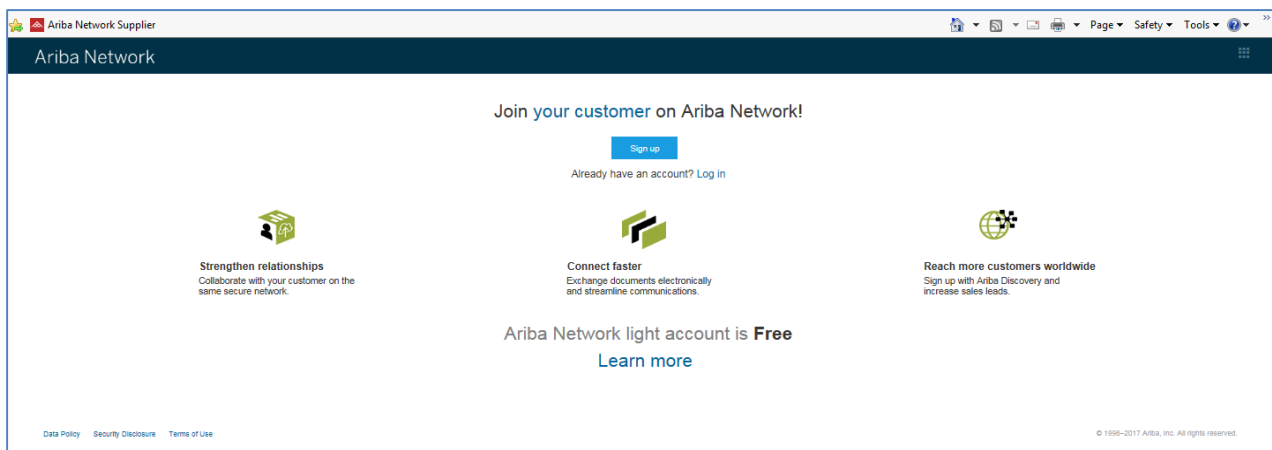 Ariba Network Supplier
Page Safety Tools
Ariba Network
Join your customer on Ariba Network!
Sign up
Already have an account? Log in
Strengthen relationships
Collaborate with your customer on the
same secure network.
Connect faster
Exchange documents electronically
and streamline communications.
Reach more customers worldwide
Sign up with Ariba Discovery and
increase sales leads.
Ariba Network light account is Free
Learn more
Data Policy Security Disclosure Terms of Use
© 1996–2017 Ariba, Inc. All rights reserved.